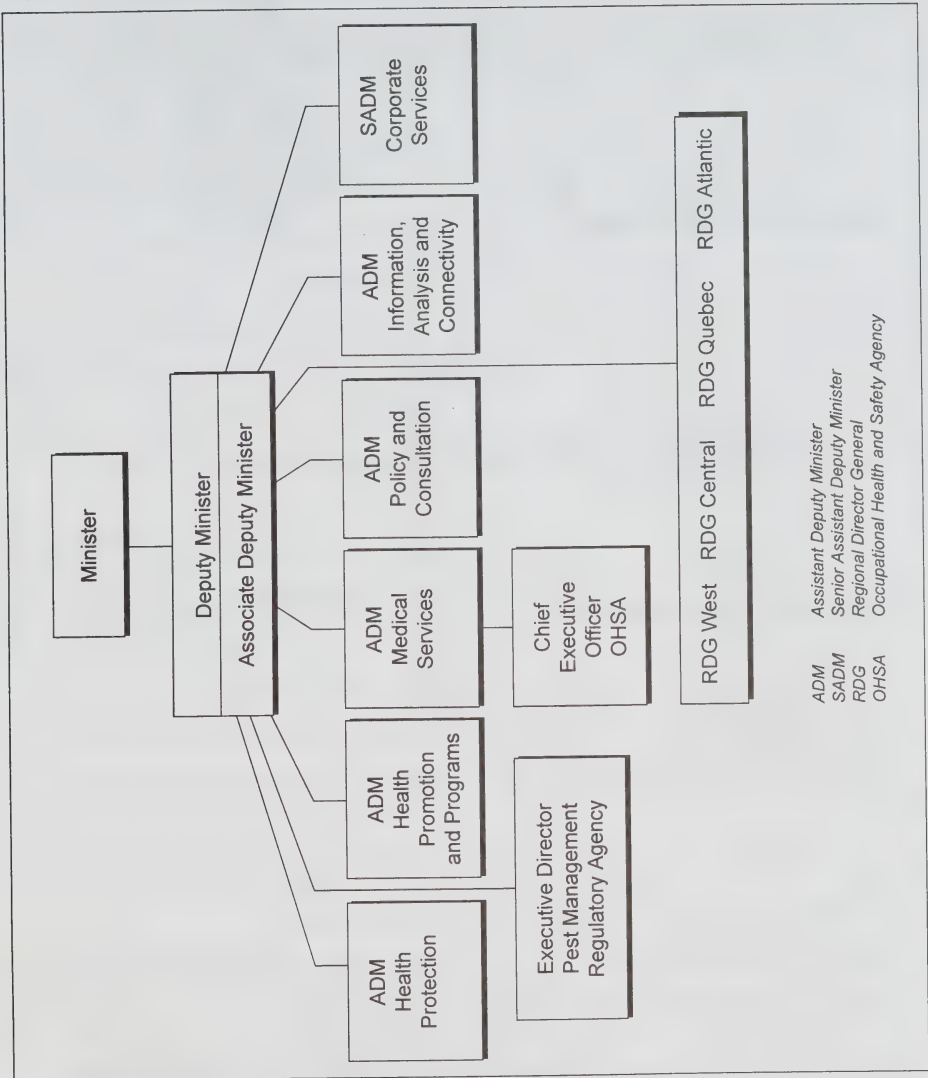 Minister
Deputy Minister
Associate Deputy Minister
ADM
Health
Protection
ADM
Health
Promotion
and Programs
ADM
Medical
Services
ADM
Policy and
Consultation
ADM
Information,
Analysis and
Connectivity
SADM
Corporate
Services
Executive Director
Pest Management
Regulatory Agency
Chief
Executive
Officer
OHSA
RDG West RDG Central RDG Quebec RDG Atlantic
ADM Assistant Deputy Minister
SADM Senior Assistant Deputy Minister
RDG Regional Director General
OHSA Occupational Health and Safety Agency